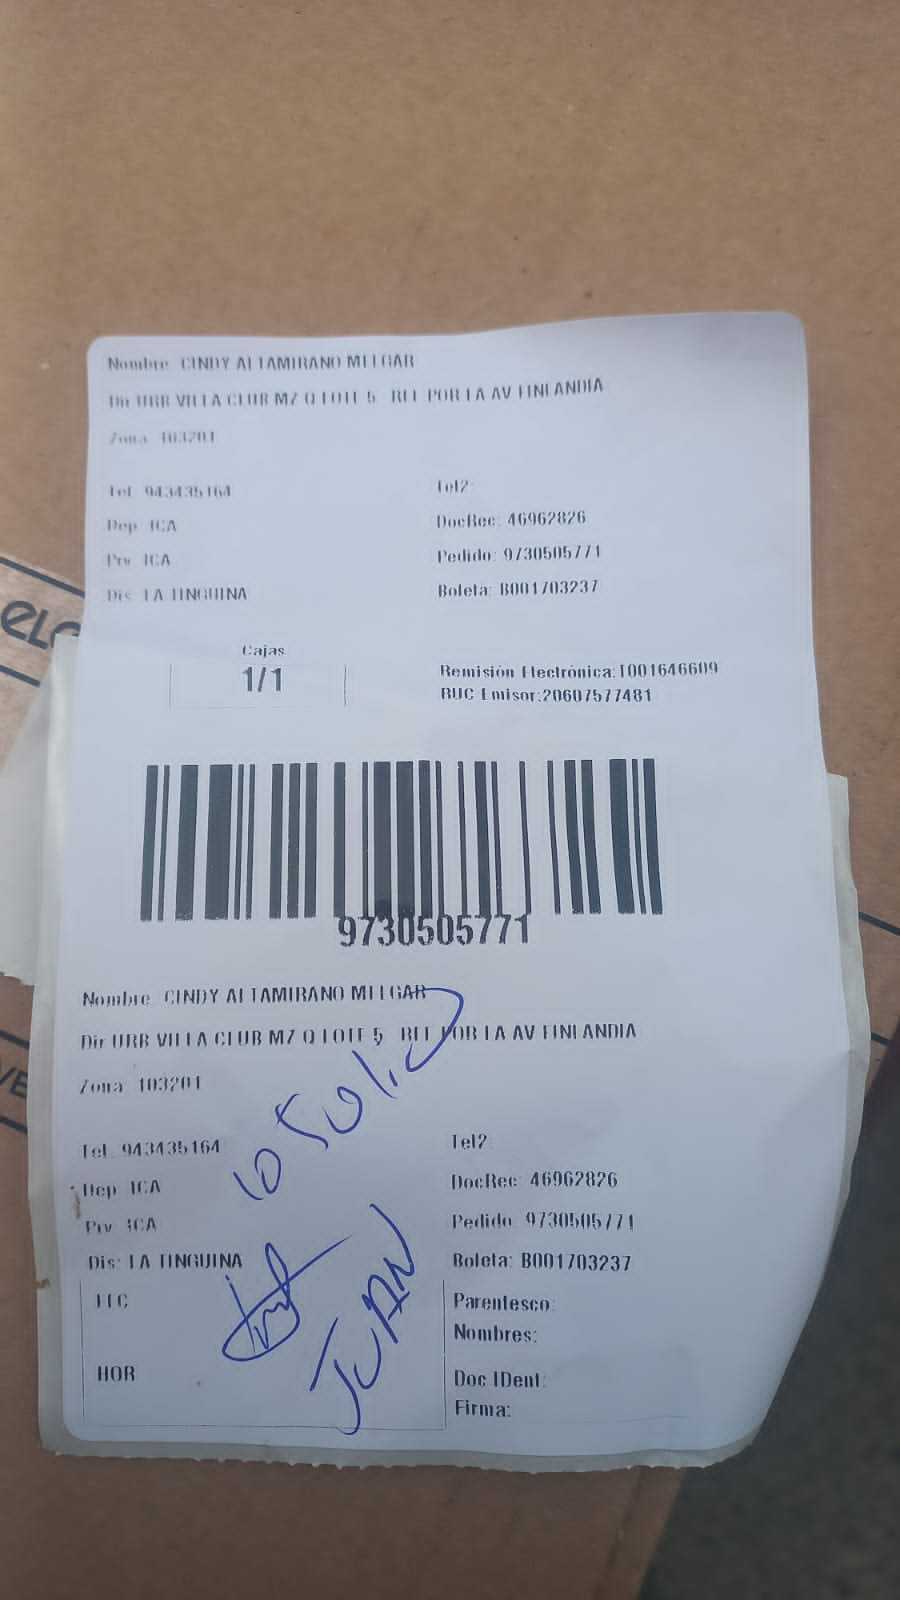 Nombre: CINDY ALTAMIRANO MELGAR
Dir: URB VILLA CLUB MZ Q LOTE 5 REF POR LA AV FINLANDIA
Zona: 103201
Tel: 943435164 Tel2:
Dep: ICA DocRec: 46962826
Prv: ICA Pedido: 9730505771
Dis: LA TINGUINA Boleta: B001703237
Cajas
1/1
Remisión Electrónica:T001646609
RUC Emisor:20607577481
9730505771
Nombre: CINDY ALTAMIRANO MELGAR
Dir: URB VILLA CLUB MZ Q LOTE 5 REF POR LA AV FINLANDIA
Zona: 103201
Tel: 943435164 Tel2:
Dep: ICA DocRec: 46962826
Prv: ICA Pedido: 9730505771
Dis: LA TINGUINA Boleta: B001703237
FEC Parentesco:
Nombres:
HOR Doc IDent:
Firma:
JUAN